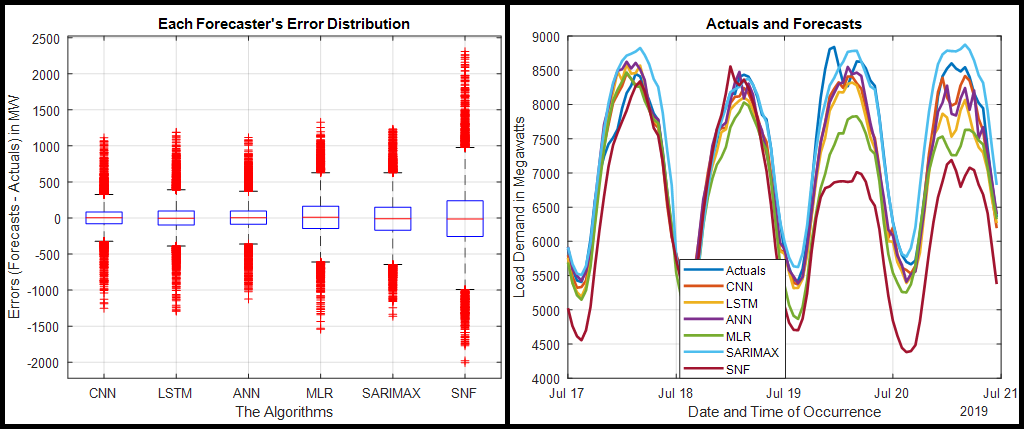 Each Forecaster's Error Distribution
Errors (Forecasts - Actuals) in MW
2500
2000
1500
1000
500
0
-500
-1000
-1500
-2000
CNN LSTM ANN MLR SARIMAX SNF
The Algorithms
Actuals and Forecasts
Load Demand in Megawatts
9000
8500
8000
7500
7000
6500
6000
5500
5000
4500
4000
Actuals
CNN
LSTM
ANN
MLR
SARIMAX
SNF
Jul 17 Jul 18 Jul 19 Jul 20 Jul 21
Date and Time of Occurrence
2019